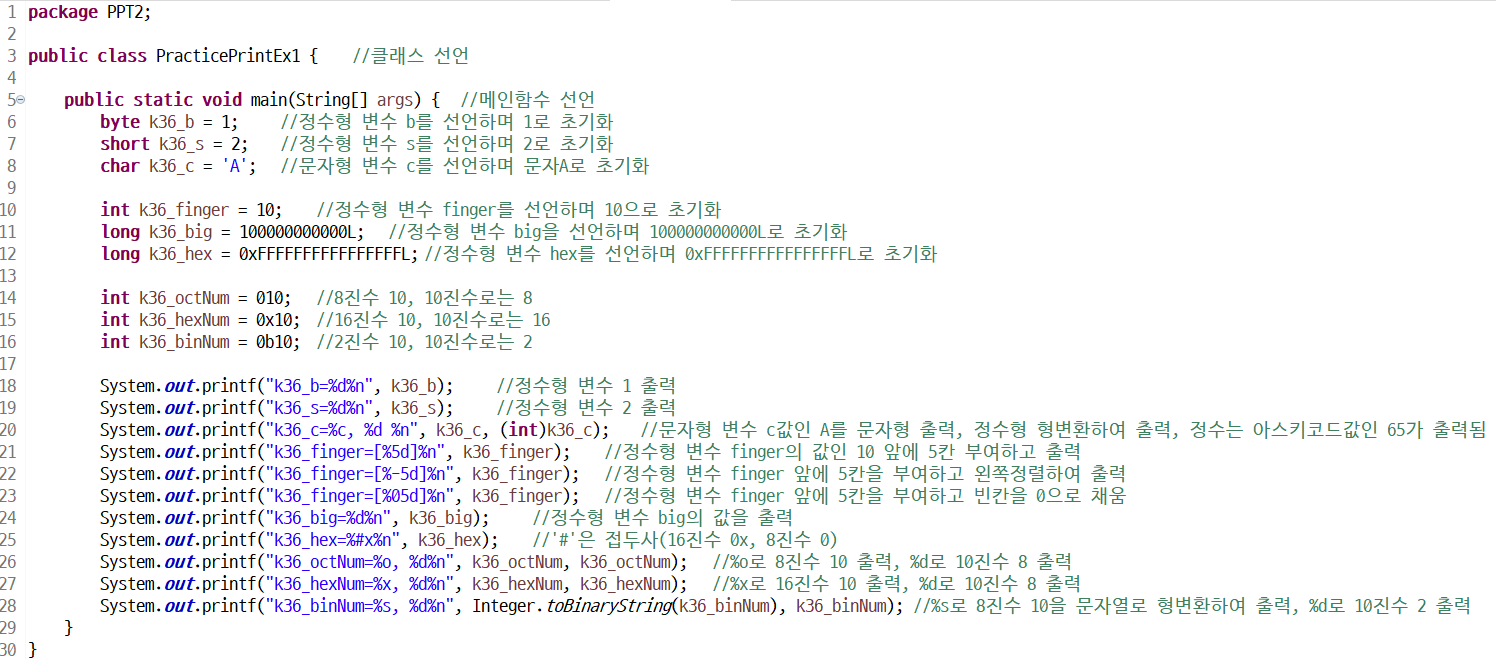 1 package PPT2;
2
3 public class PracticePrintEx1 {    //클래스 선언
4
5     public static void main(String[] args) {  //메인함수 선언
6         byte k36_b = 1;     //정수형 변수 b를 선언하며 1로 초기화
7         short k36_s = 2;    //정수형 변수 s를 선언하며 2로 초기화
8         char k36_c = 'A';   //문자형 변수 c를 선언하며 문자A로 초기화
9
10         int k36_finger = 10;    //정수형 변수 finger를 선언하며 10으로 초기화
11         long k36_big = 100000000000L;   //정수형 변수 big을 선언하며 100000000000L로 초기화
12         long k36_hex = 0xFFFFFFFFFFFFFFFFL; //정수형 변수 hex를 선언하며 0xFFFFFFFFFFFFFFFFL로 초기화
13
14         int k36_octNum = 010;   //8진수 10, 10진수로는 8
15         int k36_hexNum = 0x10;  //16진수 10, 10진수로는 16
16         int k36_binNum = 0b10;  //2진수 10, 10진수로는 2
17
18         System.out.printf("k36_b=%d%n", k36_b);     //정수형 변수 1 출력
19         System.out.printf("k36_s=%d%n", k36_s);     //정수형 변수 2 출력
20         System.out.printf("k36_c=%c, %d %n", k36_c, (int)k36_c);    //문자형 변수 c값인 A를 문자형 출력, 정수형 형변환하여 출력, 정수는 아스키코드값인 65가 출력됨
21         System.out.printf("k36_finger=[%5d]%n", k36_finger);    //정수형 변수 finger의 값인 10 앞에 5칸 부여하고 출력
22         System.out.printf("k36_finger=[%-5d]%n", k36_finger);   //정수형 변수 finger 앞에 5칸을 부여하고 왼쪽정렬하여 출력
23         System.out.printf("k36_finger=[%05d]%n", k36_finger);   //정수형 변수 finger 앞에 5칸을 부여하고 빈칸을 0으로 채움
24         System.out.printf("k36_big=%d%n", k36_big);     //정수형 변수 big의 값을 출력
25         System.out.printf("k36_hex=%#x%n", k36_hex);    //'#'은 접두사(16진수 0x, 8진수 0)
26         System.out.printf("k36_octNum=%o, %d%n", k36_octNum, k36_octNum);   //%o로 8진수 10 출력, %d로 10진수 8 출력
27         System.out.printf("k36_hexNum=%x, %d%n", k36_hexNum, k36_hexNum);   //%x로 16진수 10 출력, %d로 10진수 8 출력
28         System.out.printf("k36_binNum=%s, %d%n", Integer.toBinaryString(k36_binNum), k36_binNum); //%s로 8진수 10을 문자열로 형변환하여 출력, %d로 10진수 2 출력
29     }
30 }